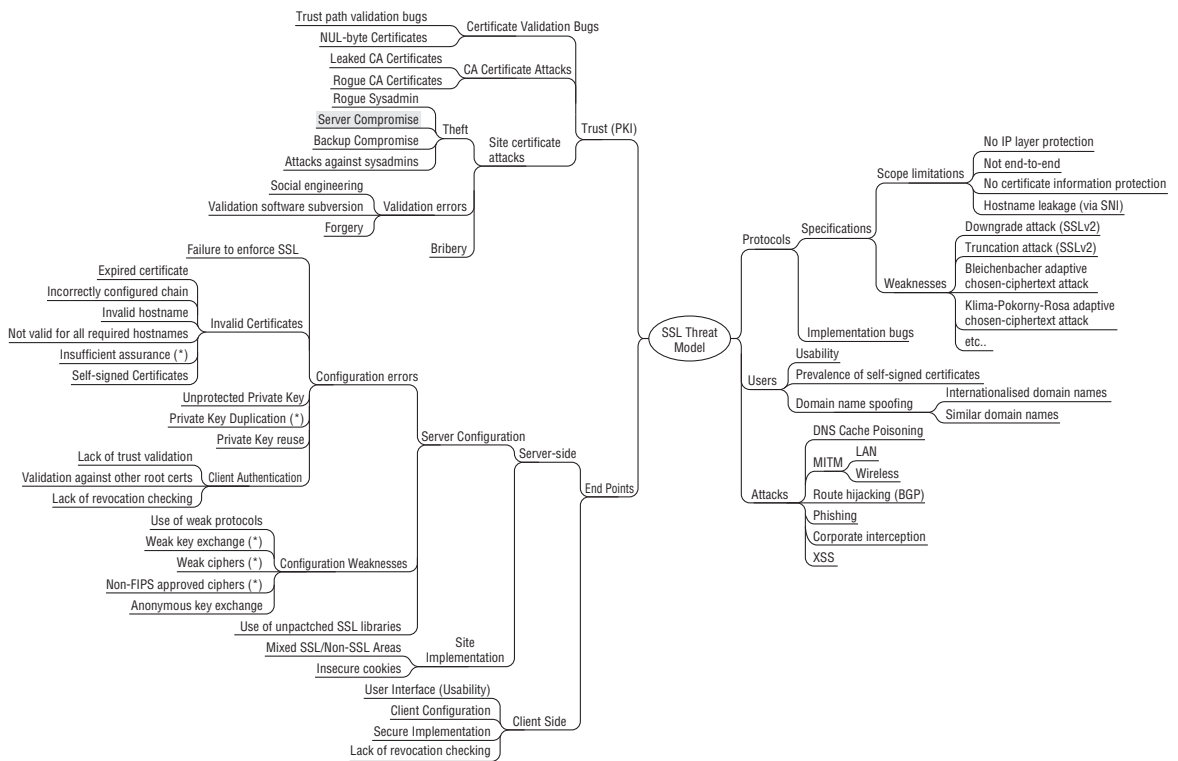 Trust path validation bugs
NUL-byte Certificates
Certificate Validation Bugs
Leaked CA Certificates
Rogue CA Certificates
CA Certificate Attacks
Rogue Sysadmin
Server Compromise
Backup Compromise
Attacks against sysadmins
Theft
Social engineering
Validation software subversion
Forgery
Validation errors
Bribery
Site certificate
attacks
Trust (PKI)
Failure to enforce SSL
Expired certificate
Incorrectly configured chain
Invalid hostname
Not valid for all required hostnames
Insufficient assurance (*)
Self-signed Certificates
Invalid Certificates
Unprotected Private Key
Private Key Duplication (*)
Private Key reuse
Lack of trust validation
Validation against other root certs
Lack of revocation checking
Client Authentication
Configuration errors
Use of weak protocols
Weak key exchange (*)
Weak ciphers (*)
Non-FIPS approved ciphers (*)
Anonymous key exchange
Configuration Weaknesses
Use of unpactched SSL libraries
Server Configuration
Mixed SSL/Non-SSL Areas
Insecure cookies
Site
Implementation
Server-side
User Interface (Usability)
Client Configuration
Secure Implementation
Lack of revocation checking
Client Side
End Points
SSL Threat
Model
Protocols
Specifications
Scope limitations
No IP layer protection
Not end-to-end
No certificate information protection
Hostname leakage (via SNI)
Weaknesses
Downgrade attack (SSLv2)
Truncation attack (SSLv2)
Bleichenbacher adaptive
chosen-ciphertext attack
Klima-Pokorny-Rosa adaptive
chosen-ciphertext attack
etc..
Implementation bugs
Users
Usability
Prevalence of self-signed certificates
Domain name spoofing
Internationalised domain names
Similar domain names
Attacks
DNS Cache Poisoning
MITM
LAN
Wireless
Route hijacking (BGP)
Phishing
Corporate interception
XSS